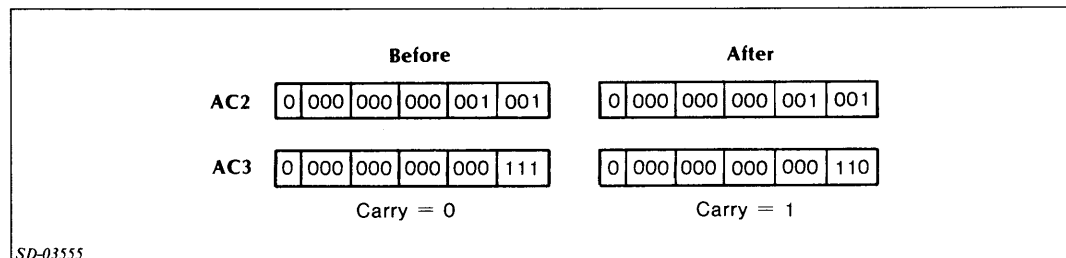 Before After
AC2 0 000 000 000 001 001 0 000 000 000 001 001
AC3 0 000 000 000 000 111 0 000 000 000 000 110
Carry = 0 Carry = 1
SD-03555